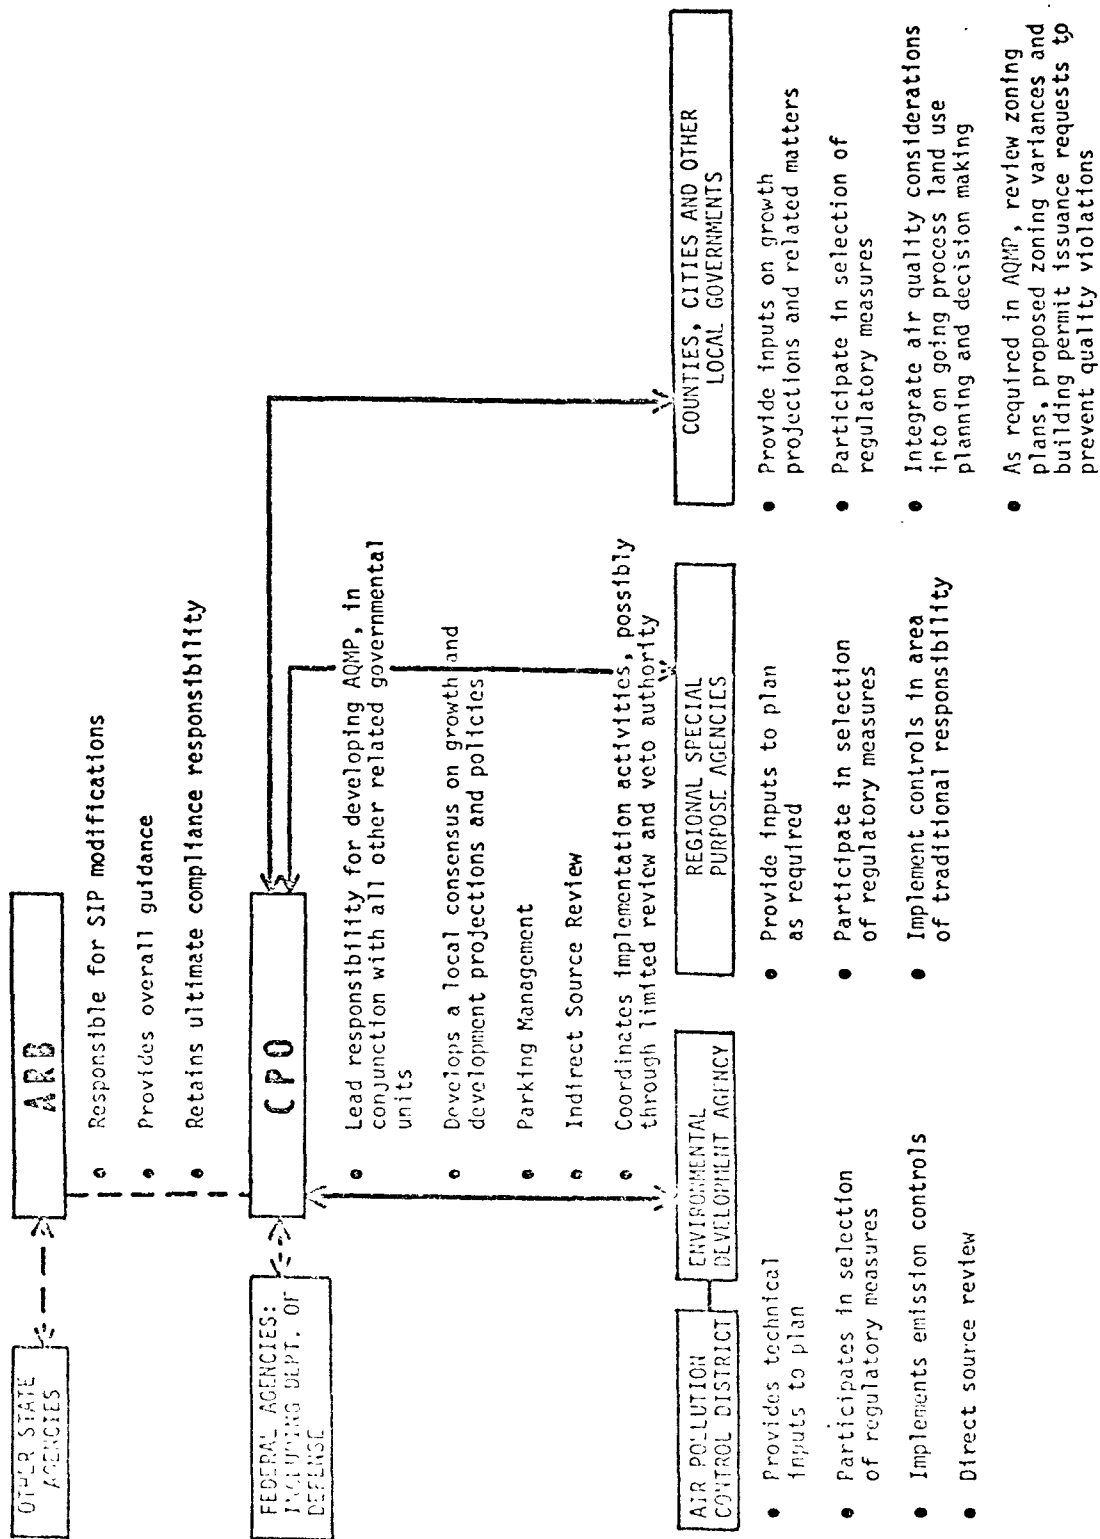 OTHER STATE
AGENCIES
ARB
● Responsible for SIP modifications
● Provides overall guidance
● Retains ultimate compliance responsibility
FEDERAL AGENCIES:
INCLUDING DEPT. OF
DEFENSE
CPO
● Lead responsibility for developing AQMP, in
conjunction with all other related governmental
units
● Develops a local consensus on growth and
development projections and policies
● Parking Management
● Indirect Source Review
● Coordinates implementation activities, possibly
through limited review and veto authority
AIR POLLUTION
CONTROL DISTRICT
ENVIRONMENTAL
DEVELOPMENT AGENCY
● Provides technical
inputs to plan
● Participates in selection
of regulatory measures
● Implements emission controls
● Direct source review
REGIONAL SPECIAL
PURPOSE AGENCIES
● Provide inputs to plan
as required
● Participate in selection
of regulatory measures
● Implement controls in area
of traditional responsibility
COUNTIES, CITIES AND OTHER
LOCAL GOVERNMENTS
● Provide inputs on growth
projections and related matters
● Participate in selection of
regulatory measures
● Integrate air quality considerations
into on going process land use
planning and decision making
● As required in AQMP, review zoning
plans, proposed zoning variances and
building permit issuance requests to
prevent quality violations